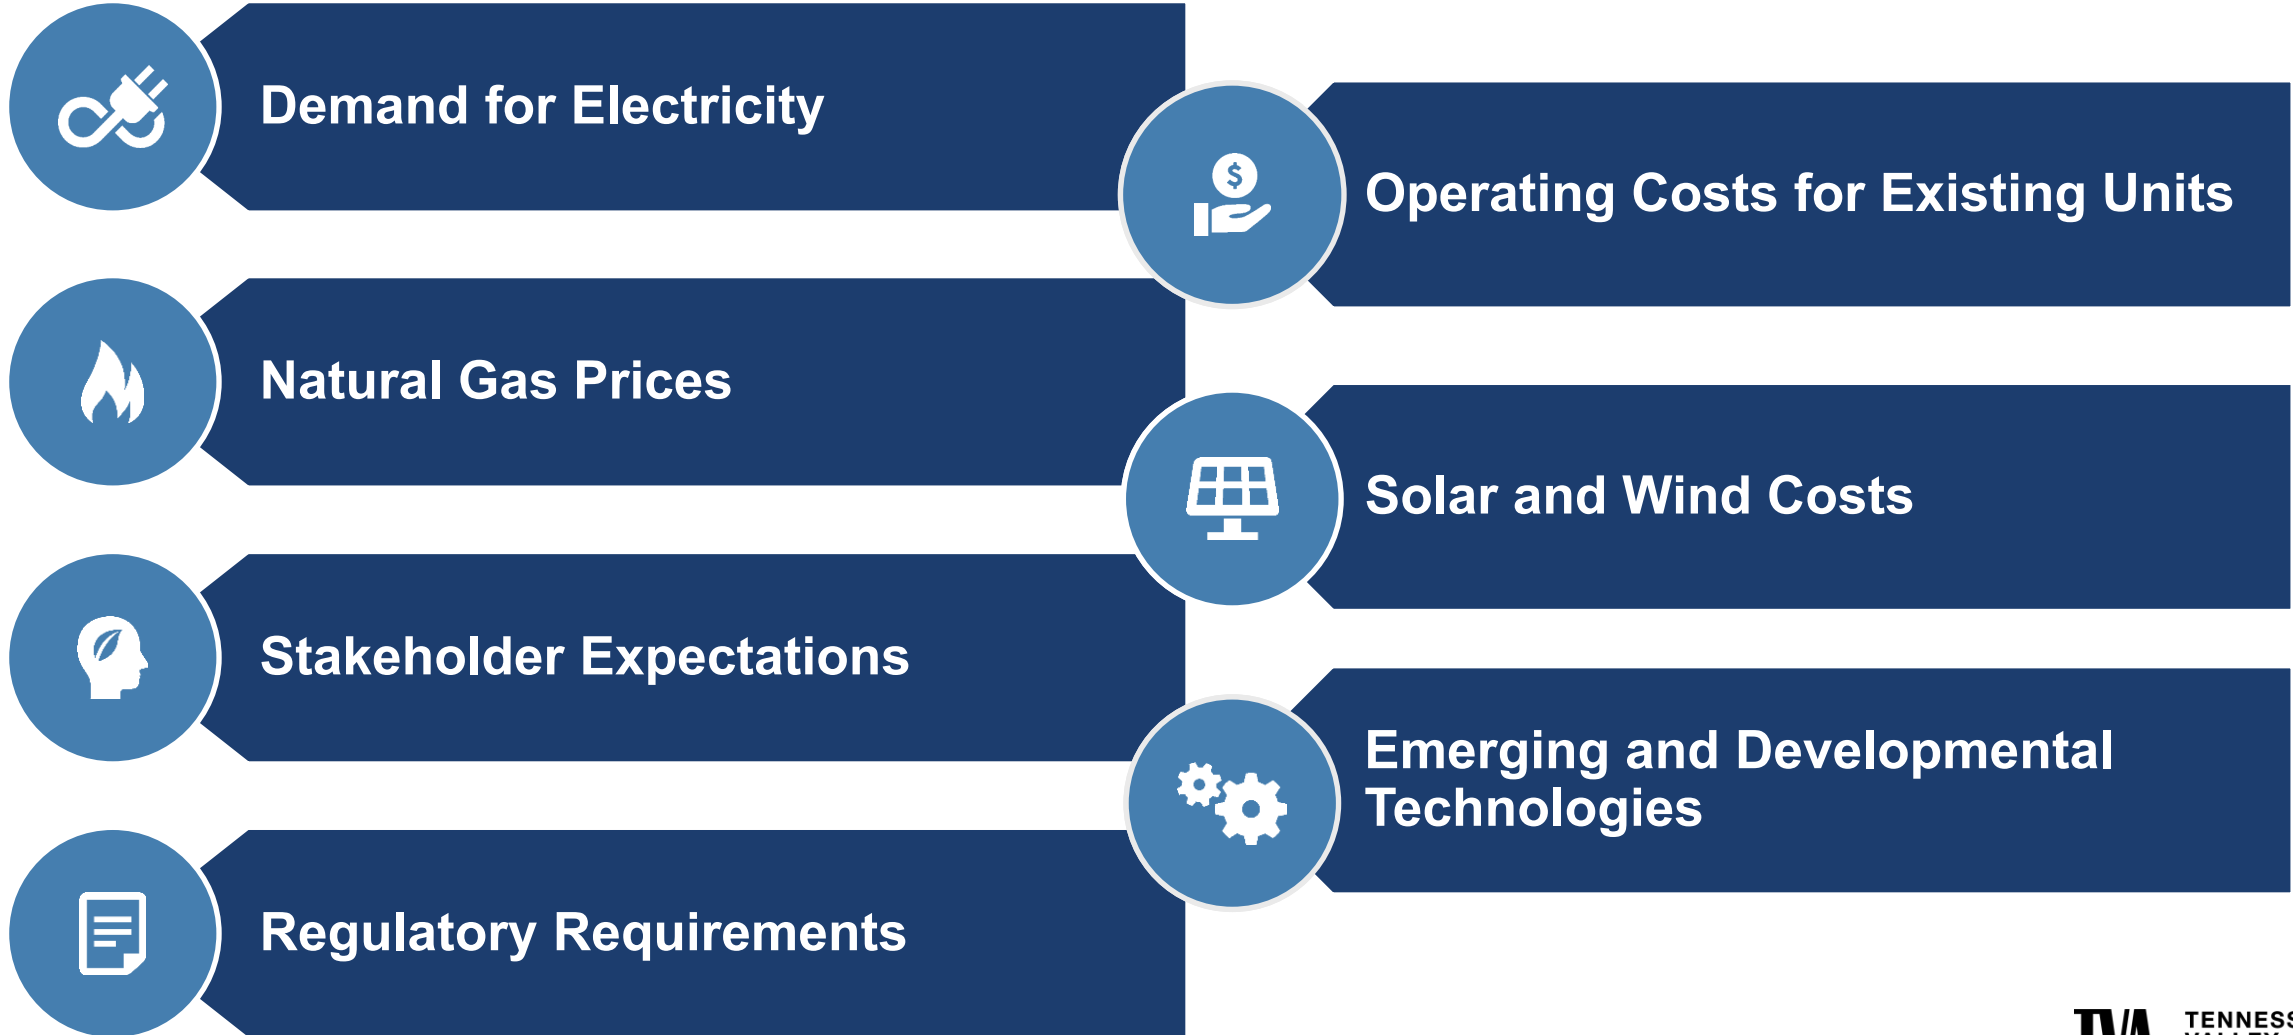 Demand for Electricity
Natural Gas Prices
Stakeholder Expectations
Regulatory Requirements
$
Operating Costs for Existing Units
Solar and Wind Costs
Emerging and Developmental
Technologies
TVA